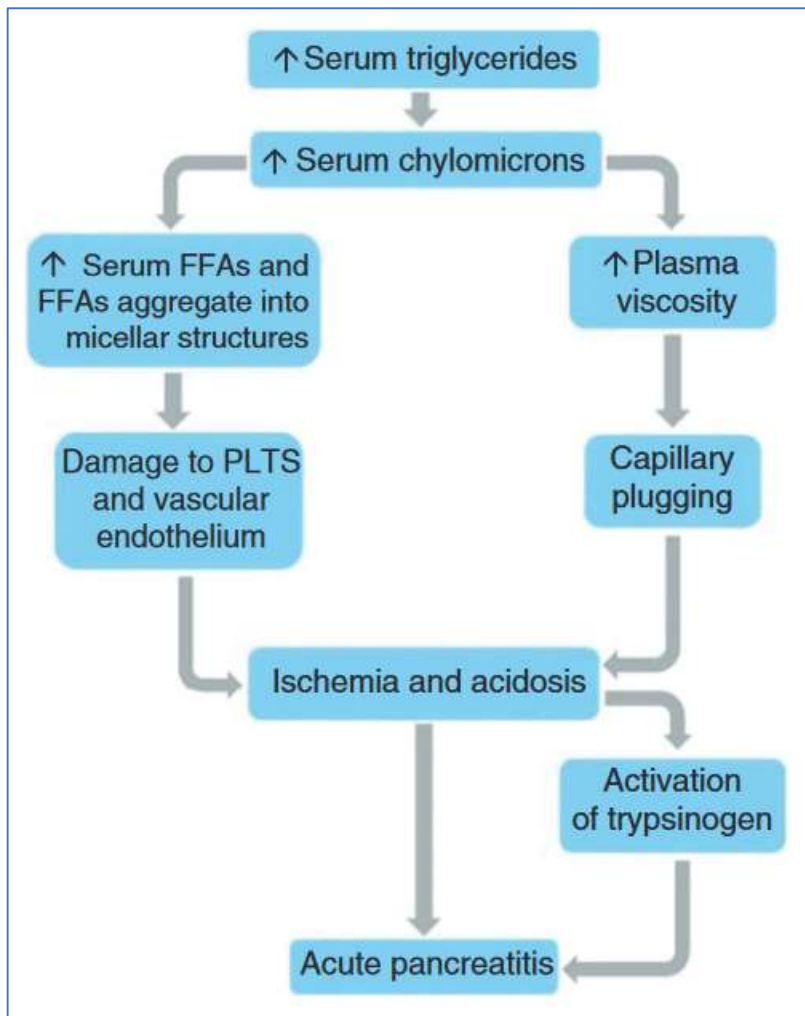 ↑ Serum triglycerides
↑ Serum chylomicrons
↑ Serum FFAs and
FFAs aggregate into
micellar structures
↑ Plasma
viscosity
Damage to PLTS
and vascular
endothelium
Capillary
plugging
Ischemia and acidosis
Activation
of trypsinogen
Acute pancreatitis